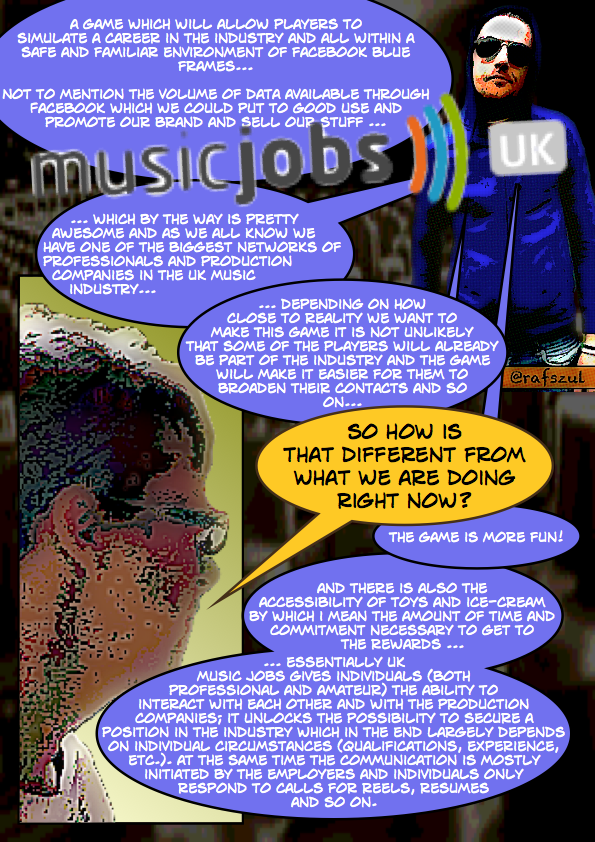 A GAME WHICH WILL ALLOW PLAYERS TO
SIMULATE A CAREER IN THE INDUSTRY AND ALL WITHIN A
SAFE AND FAMILIAR ENVIRONMENT OF FACEBOOK BLUE
FRAMES...
NOT TO MENTION THE VOLUME OF DATA AVAILABLE THROUGH
FACEBOOK WHICH WE COULD PUT TO GOOD USE AND
PROMOTE OUR BRAND AND SELL OUR STUFF ...
musicjobs UK
... WHICH BY THE WAY IS PRETTY
AWESOME AND AS WE ALL KNOW WE
HAVE ONE OF THE BIGGEST NETWORKS OF
PROFESSIONALS AND PRODUCTION
COMPANIES IN THE UK MUSIC
INDUSTRY...
... DEPENDING ON HOW
CLOSE TO REALITY WE WANT TO
MAKE THIS GAME IT IS NOT UNLIKELY
THAT SOME OF THE PLAYERS WILL ALREADY
BE PART OF THE INDUSTRY AND THE GAME
WILL MAKE IT EASIER FOR THEM TO
BROADEN THEIR CONTACTS AND SO
ON...
@rafszul
SO HOW IS
THAT DIFFERENT FROM
WHAT WE ARE DOING
RIGHT NOW?
THE GAME IS MORE FUN!
AND THERE IS ALSO THE
ACCESSIBILITY OF TOYS AND ICE-CREAM
BY WHICH I MEAN THE AMOUNT OF TIME AND
COMMITMENT NECESSARY TO GET TO
THE REWARDS ...
... ESSENTIALLY UK
MUSIC JOBS GIVES INDIVIDUALS (BOTH
PROFESSIONAL AND AMATEUR) THE ABILITY TO
INTERACT WITH EACH OTHER AND WITH THE PRODUCTION
COMPANIES; IT UNLOCKS THE POSSIBILITY TO SECURE A
POSITION IN THE INDUSTRY WHICH IN THE END LARGELY DEPENDS
ON INDIVIDUAL CIRCUMSTANCES (QUALIFICATIONS, EXPERIENCE,
ETC.). AT THE SAME TIME THE COMMUNICATION IS MOSTLY
INITIATED BY THE EMPLOYERS AND INDIVIDUALS ONLY
RESPOND TO CALLS FOR REELS, RESUMES
AND SO ON.